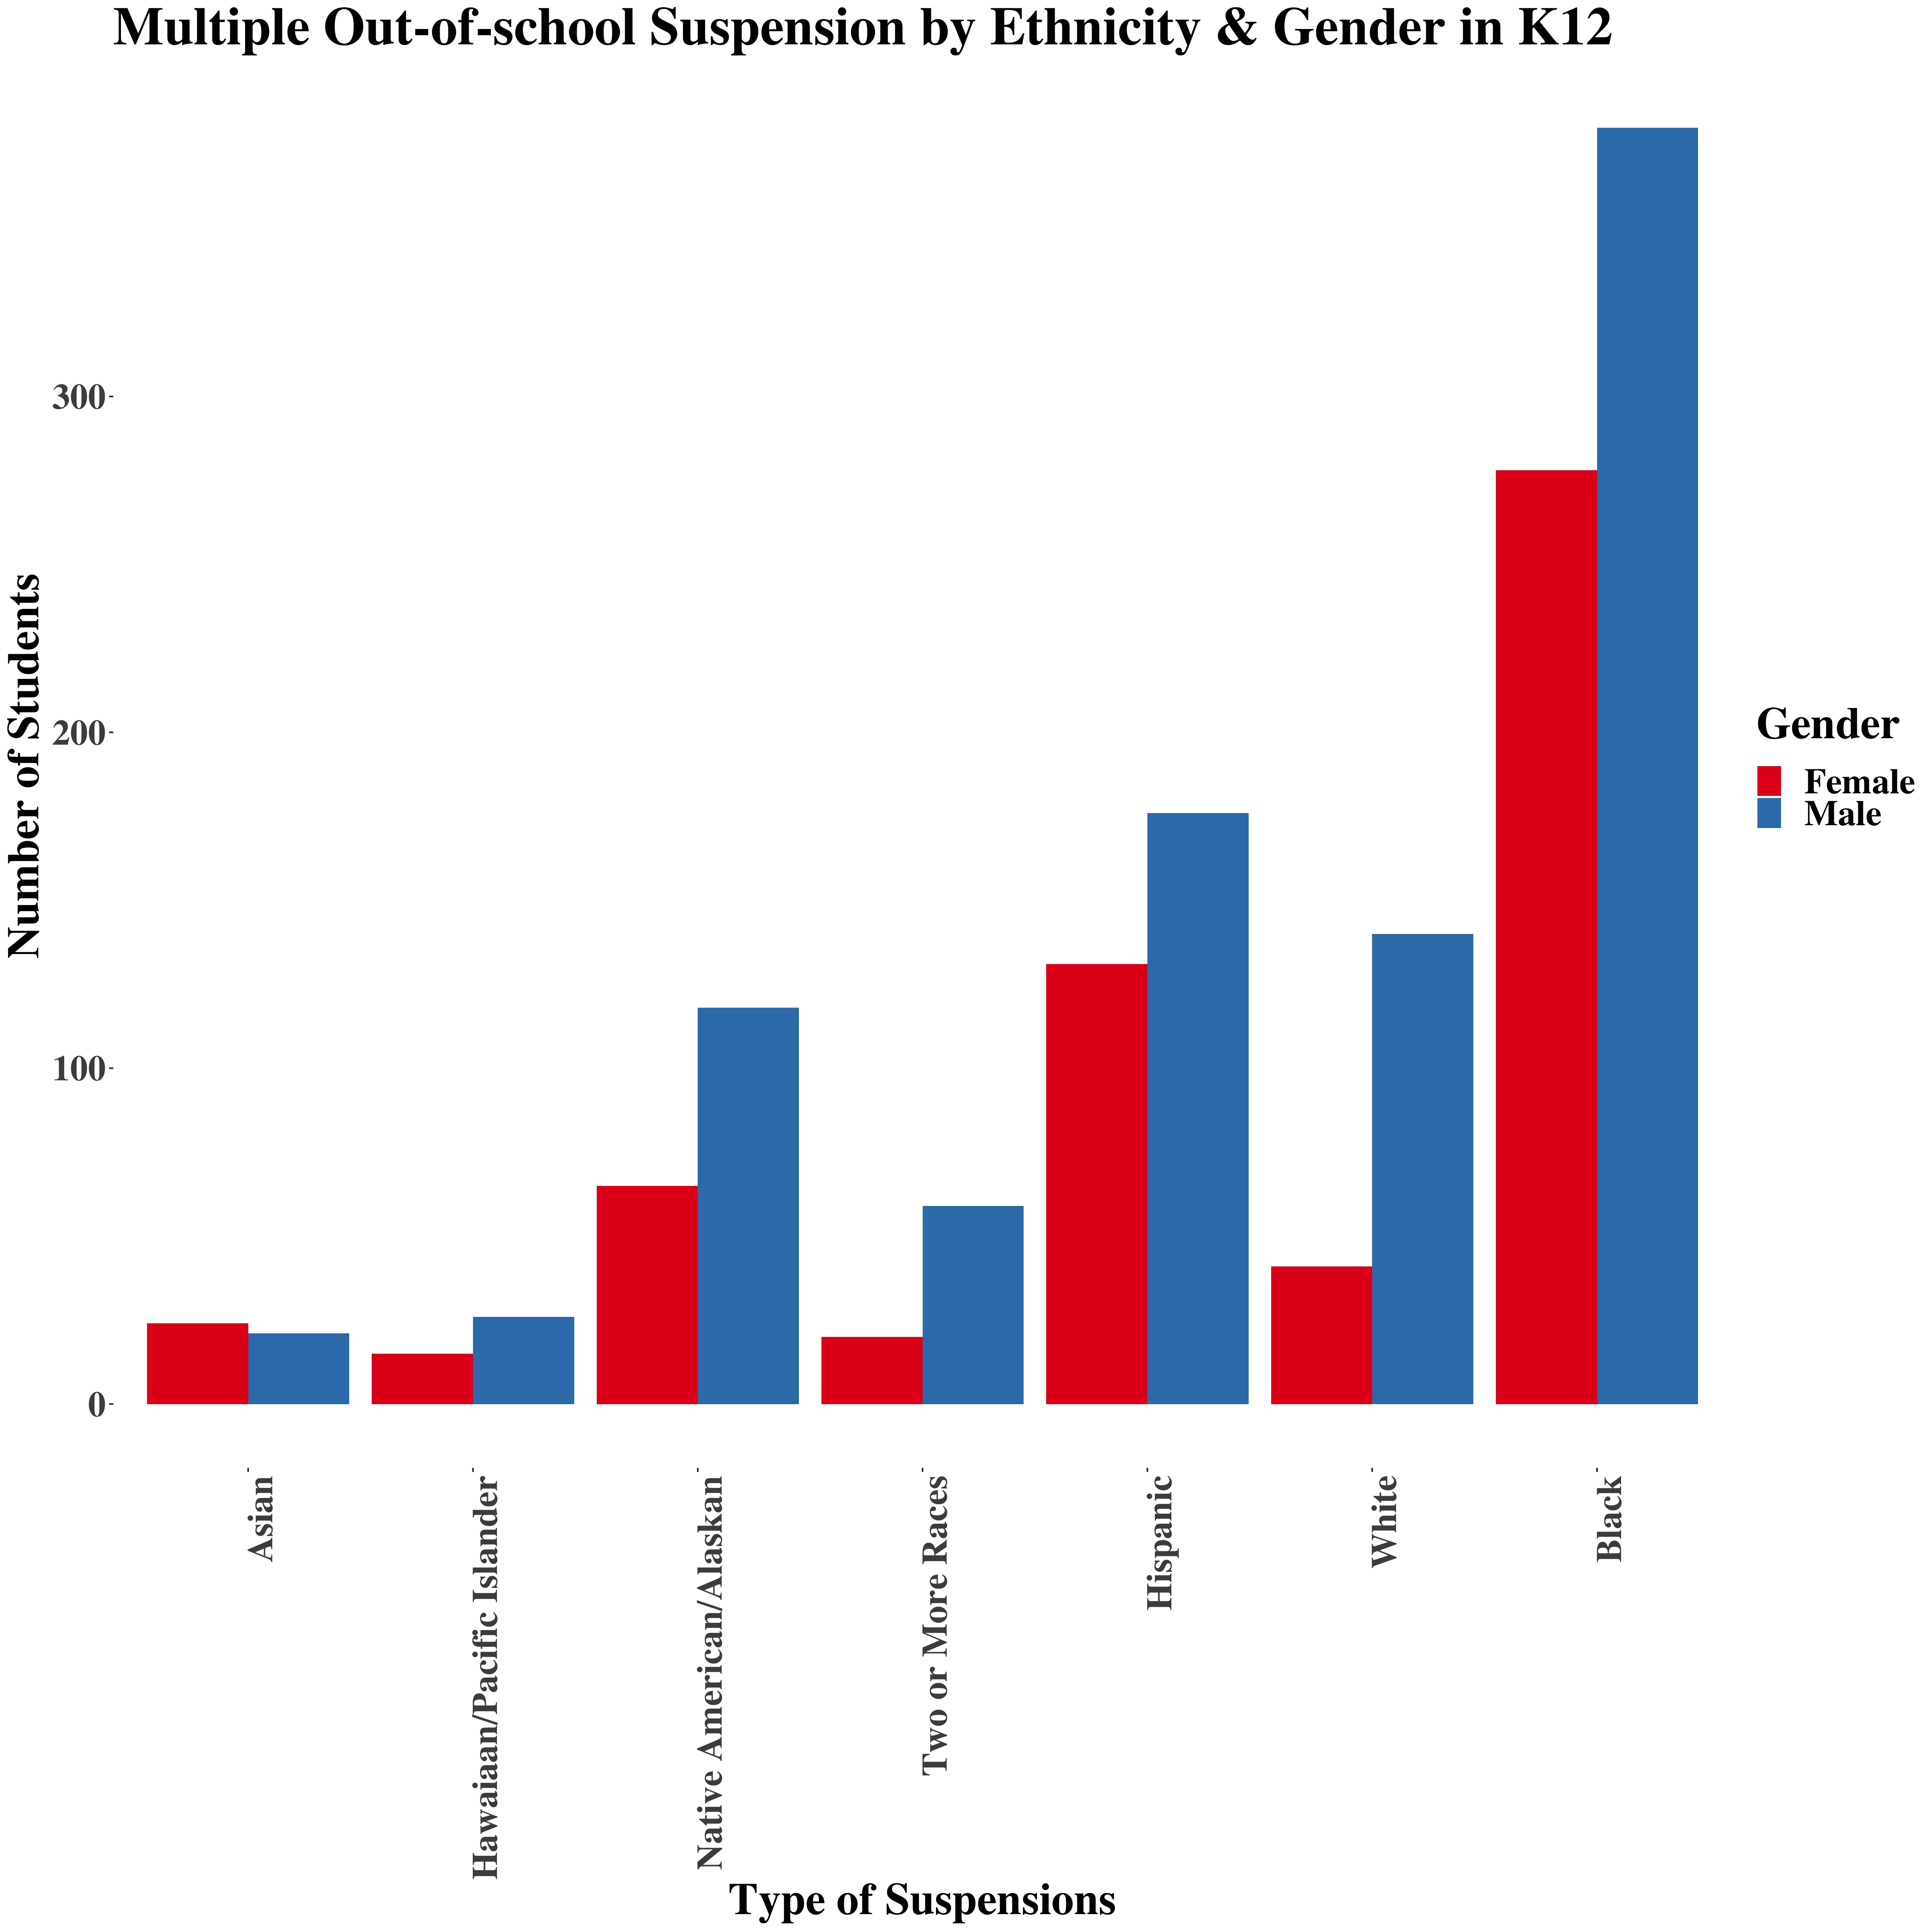 Multiple Out-of-school Suspension by Ethnicity & Gender in K12
Number of Students
300
200
100
0
Gender
Female
Male
Asian
Hawaiaan/Pacific Islander
Native American/Alaskan
Two or More Races
Hispanic
White
Black
Type of Suspensions